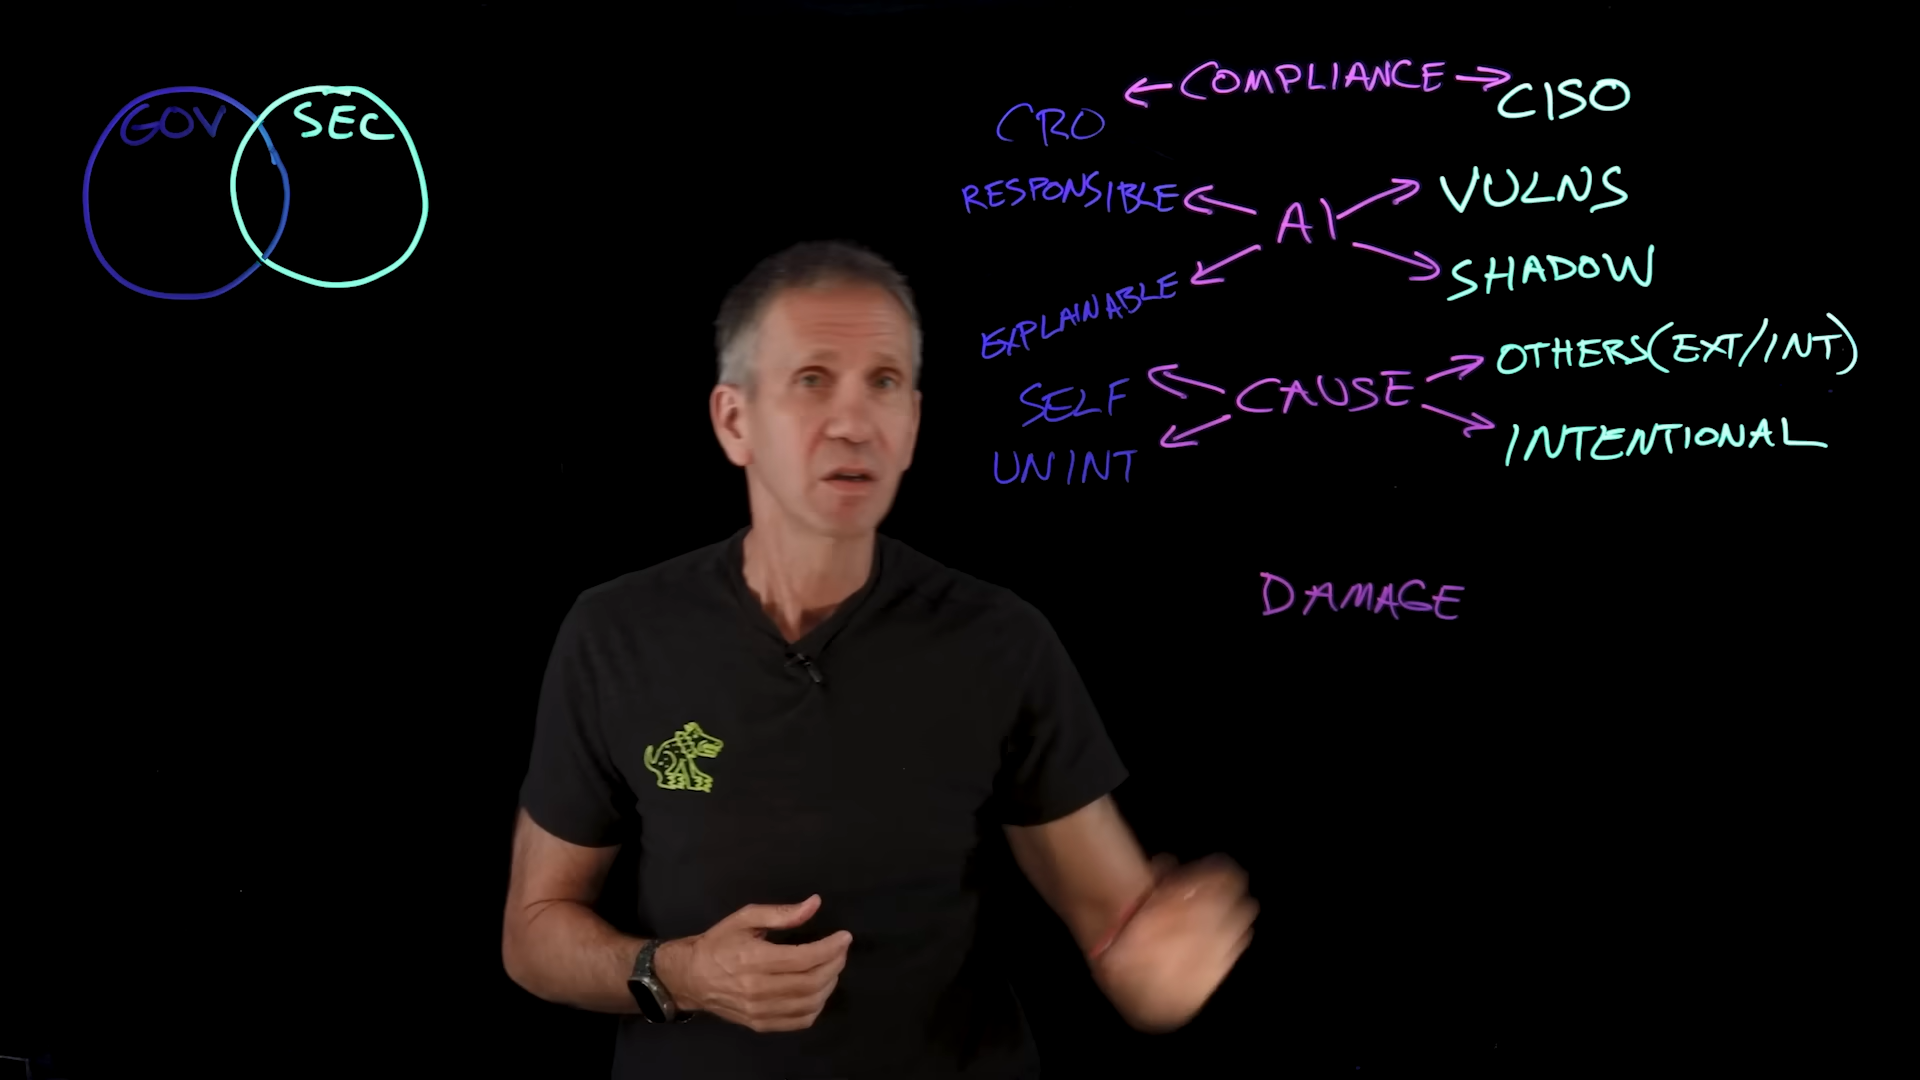 GOV SEC
← COMPLIANCE →
CRO CISO
RESPONSIBLE AI VULNS
EXPLAINABLE SHADOW
SELF CAUSE OTHERS(EXT/INT)
UNINT INTENTIONAL
DAMAGE